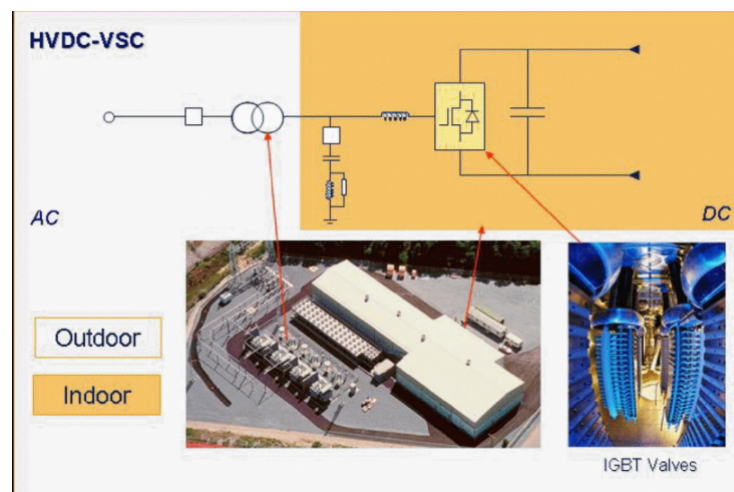 HVDC-VSC
AC
DC
Outdoor
Indoor
IGBT Valves